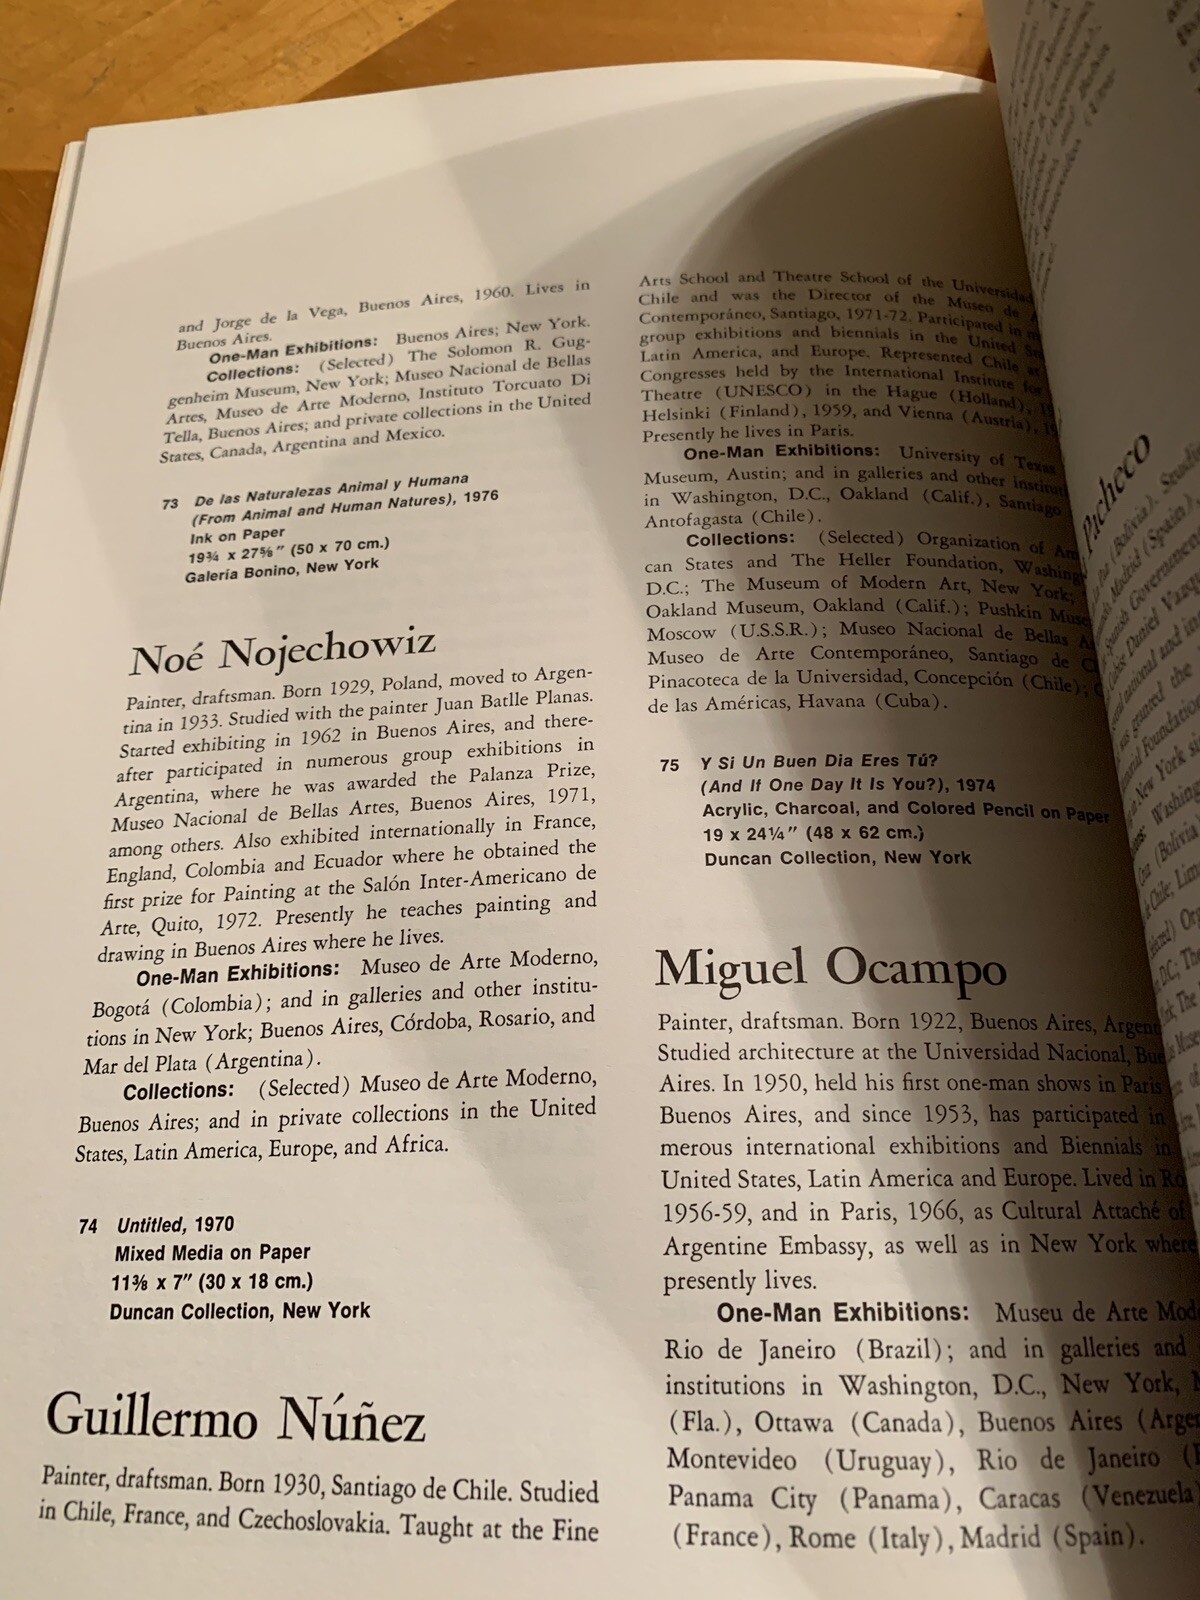 and Jorge de la Vega, Buenos Aires, 1960. Lives in
Buenos Aires.
One-Man Exhibitions: Buenos Aires; New York.
Collections: (Selected) The Solomon R. Gug-
genheim Museum, New York; Museo Nacional de Bellas
Artes, Museo de Arte Moderno, Instituto Torcuato Di
Tella, Buenos Aires; and private collections in the United
States, Canada, Argentina and Mexico.
73 De las Naturalezas Animal y Humana
(From Animal and Human Natures), 1976
Ink on Paper
19¾ x 27⅝" (50 x 70 cm.)
Galería Bonino, New York
Noé Nojechowiz
Painter, draftsman. Born 1929, Poland, moved to Argen-
tina in 1933. Studied with the painter Juan Batlle Planas.
Started exhibiting in 1962 in Buenos Aires, and there-
after participated in numerous group exhibitions in
Argentina, where he was awarded the Palanza Prize,
Museo Nacional de Bellas Artes, Buenos Aires, 1971,
among others. Also exhibited internationally in France,
England, Colombia and Ecuador where he obtained the
first prize for Painting at the Salón Inter-Americano de
Arte, Quito, 1972. Presently he teaches painting and
drawing in Buenos Aires where he lives.
One-Man Exhibitions: Museo de Arte Moderno,
Bogotá (Colombia); and in galleries and other institu-
tions in New York; Buenos Aires, Córdoba, Rosario, and
Mar del Plata (Argentina).
Collections: (Selected) Museo de Arte Moderno,
Buenos Aires; and in private collections in the United
States, Latin America, Europe, and Africa.
74 Untitled, 1970
Mixed Media on Paper
11⅜ x 7" (30 x 18 cm.)
Duncan Collection, New York
Guillermo Núñez
Painter, draftsman. Born 1930, Santiago de Chile. Studied
in Chile, France, and Czechoslovakia. Taught at the Fine
Arts School and Theatre School of the Universidad
Chile and was the Director of the Museo de
Contemporáneo, Santiago, 1971-72. Participated in
group exhibitions and biennials in the United
Latin America, and Europe. Represented Chile at
Congresses held by the International Institute for
Theatre (UNESCO) in the Hague (Holland),
Helsinki (Finland), 1959, and Vienna (Austria),
Presently he lives in Paris.
One-Man Exhibitions: University of Texas
Museum, Austin; and in galleries and other
in Washington, D.C., Oakland (Calif.), Santiago
Antofagasta (Chile).
Collections: (Selected) Organization of
can States and The Heller Foundation,
D.C.; The Museum of Modern Art, New York;
Oakland Museum, Oakland (Calif.); Pushkin
Moscow (U.S.S.R.); Museo Nacional de Bellas
Museo de Arte Contemporáneo, Santiago de
Pinacoteca de la Universidad, Concepción (Chile);
de las Américas, Havana (Cuba).
75 Y Si Un Buen Dia Eres Tú?
(And If One Day It Is You?), 1974
Acrylic, Charcoal, and Colored Pencil on Paper
19 x 24¼" (48 x 62 cm.)
Duncan Collection, New York
Miguel Ocampo
Painter, draftsman. Born 1922, Buenos Aires,
Studied architecture at the Universidad Nacional,
Aires. In 1950, held his first one-man shows in Paris
Buenos Aires, and since 1953, has participated in
merous international exhibitions and Biennials in
United States, Latin America and Europe. Lived in
1956-59, and in Paris, 1966, as Cultural Attaché of
Argentine Embassy, as well as in New York where
presently lives.
One-Man Exhibitions: Museu de Arte
Rio de Janeiro (Brazil); and in galleries and
institutions in Washington, D.C., New York,
(Fla.), Ottawa (Canada), Buenos Aires
Montevideo (Uruguay), Rio de Janeiro
Panama City (Panama), Caracas (Venezuela
(France), Rome (Italy), Madrid (Spain).
Pacheco